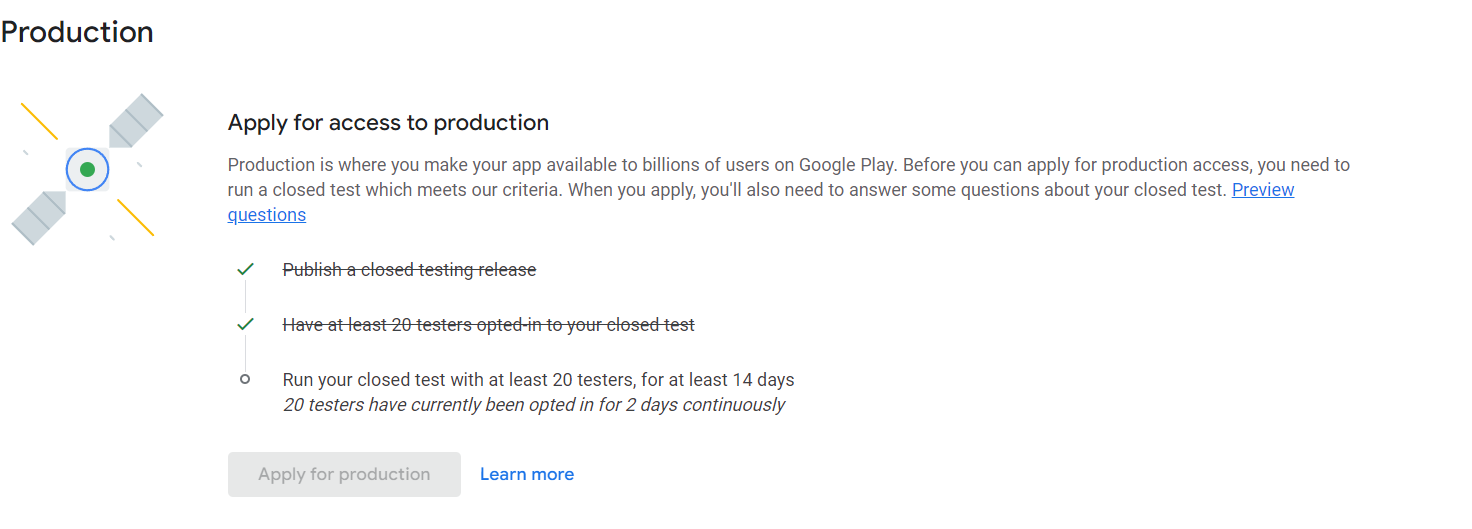 Production
Apply for access to production
Production is where you make your app available to billions of users on Google Play. Before you can apply for production access, you need to
run a closed test which meets our criteria. When you apply, you'll also need to answer some questions about your closed test. Preview
questions
Publish a closed testing release
Have at least 20 testers opted-in to your closed test
Run your closed test with at least 20 testers, for at least 14 days
20 testers have currently been opted in for 2 days continuously
Apply for production Learn more